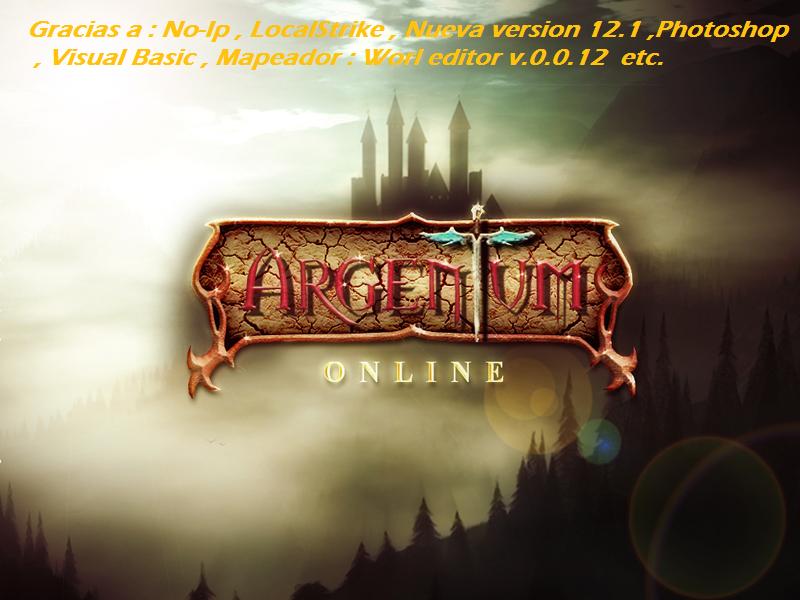 Gracias a : No-Ip , LocalStrike , Nueva version 12.1 ,Photoshop
, Visual Basic , Mapeador : Worl editor v.0.0.12 etc.
ARGENTUM
ONLINE